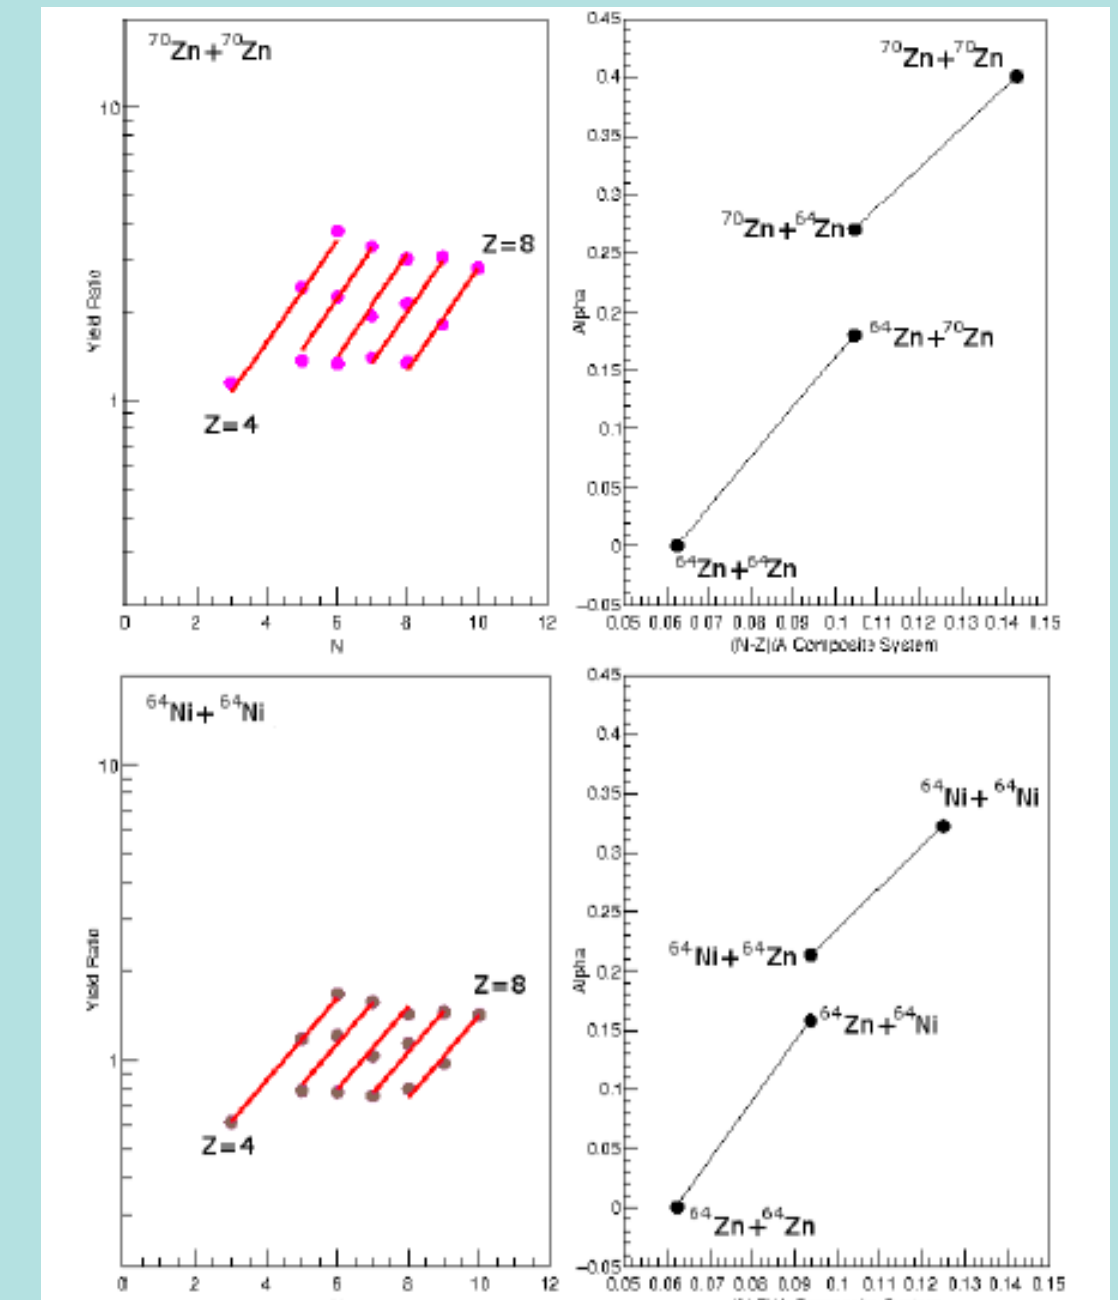 ⁷⁰Zn+⁷⁰Zn
10
1
Yield Ratio
Z=8
Z=4
0 2 4 6 8 10 12
N
0.45
0.4
0.35
0.3
0.25
0.2
0.15
0.1
0.05
0
−0.05
Alpha
⁷⁰Zn+⁷⁰Zn
⁷⁰Zn+⁶⁴Zn
⁶⁴Zn+⁷⁰Zn
⁶⁴Zn+⁶⁴Zn
0.05 0.06 0.07 0.08 0.09 0.1 0.11 0.12 0.13 0.14 0.15
(N-Z)/A Composite System
⁶⁴Ni+ ⁶⁴Ni
10
1
Yield Ratio
Z=8
Z=4
0 2 4 6 8 10 12
0.45
0.4
0.35
0.3
0.25
0.2
0.15
0.1
0.05
0
−0.05
Alpha
⁶⁴Ni+ ⁶⁴Ni
⁶⁴Ni+⁶⁴Zn
⁶⁴Zn+⁶⁴Ni
⁶⁴Zn+⁶⁴Zn
0.05 0.06 0.07 0.08 0.09 0.1 0.11 0.12 0.13 0.14 0.15